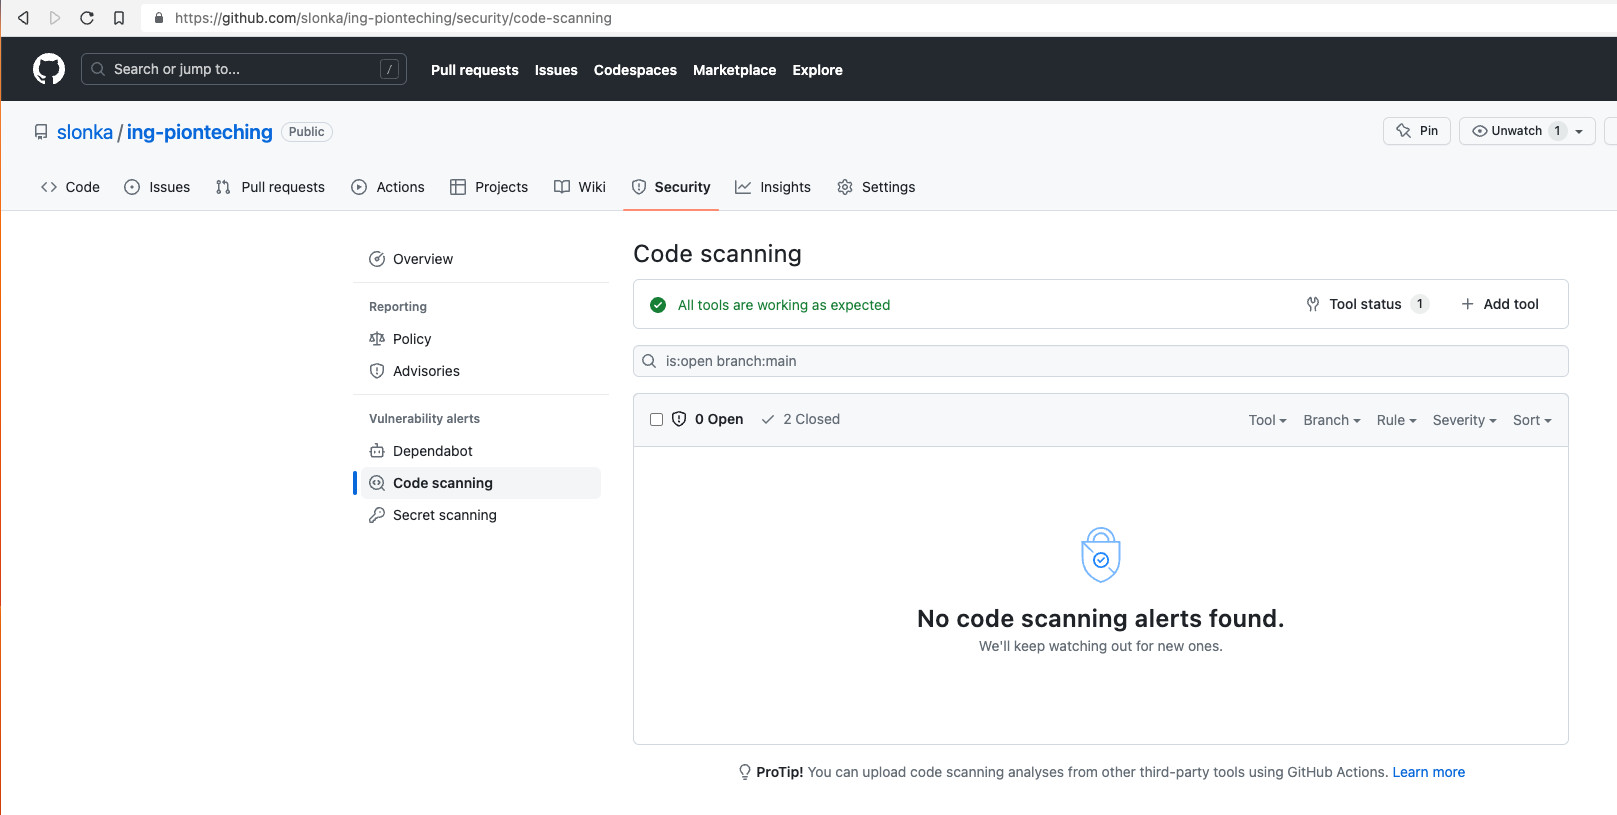 https://github.com/slonka/ing-pionteching/security/code-scanning
Search or jump to... /
Pull requests Issues Codespaces Marketplace Explore
slonka / ing-pionteching Public
Pin Unwatch 1
Code Issues Pull requests Actions Projects Wiki Security Insights Settings
Overview
Reporting
Policy
Advisories
Vulnerability alerts
Dependabot
Code scanning
Secret scanning
Code scanning
All tools are working as expected Tool status 1 Add tool
is:open branch:main
0 Open 2 Closed Tool Branch Rule Severity Sort
No code scanning alerts found.
We'll keep watching out for new ones.
ProTip! You can upload code scanning analyses from other third-party tools using GitHub Actions. Learn more